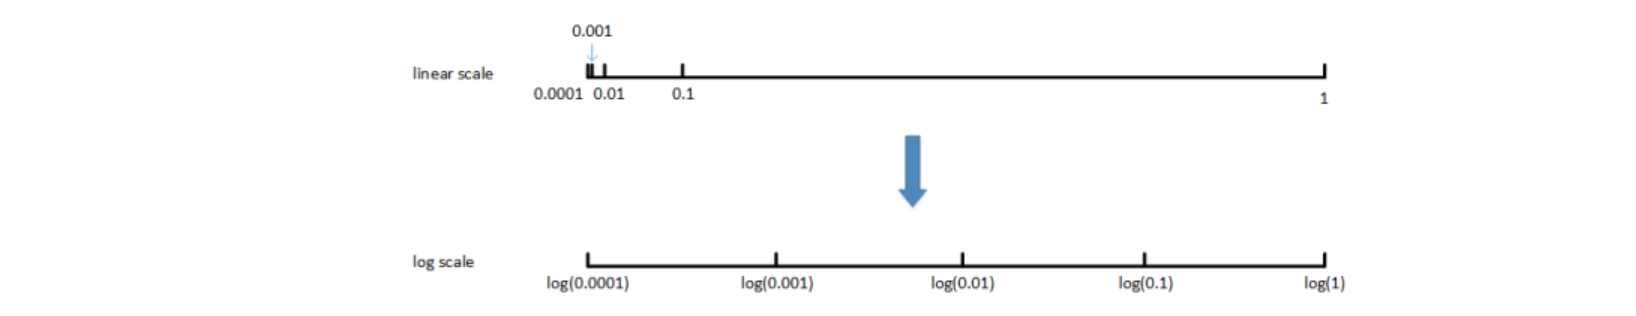 0.001
linear scale
0.0001 0.01 0.1 1
log scale
log(0.0001) log(0.001) log(0.01) log(0.1) log(1)